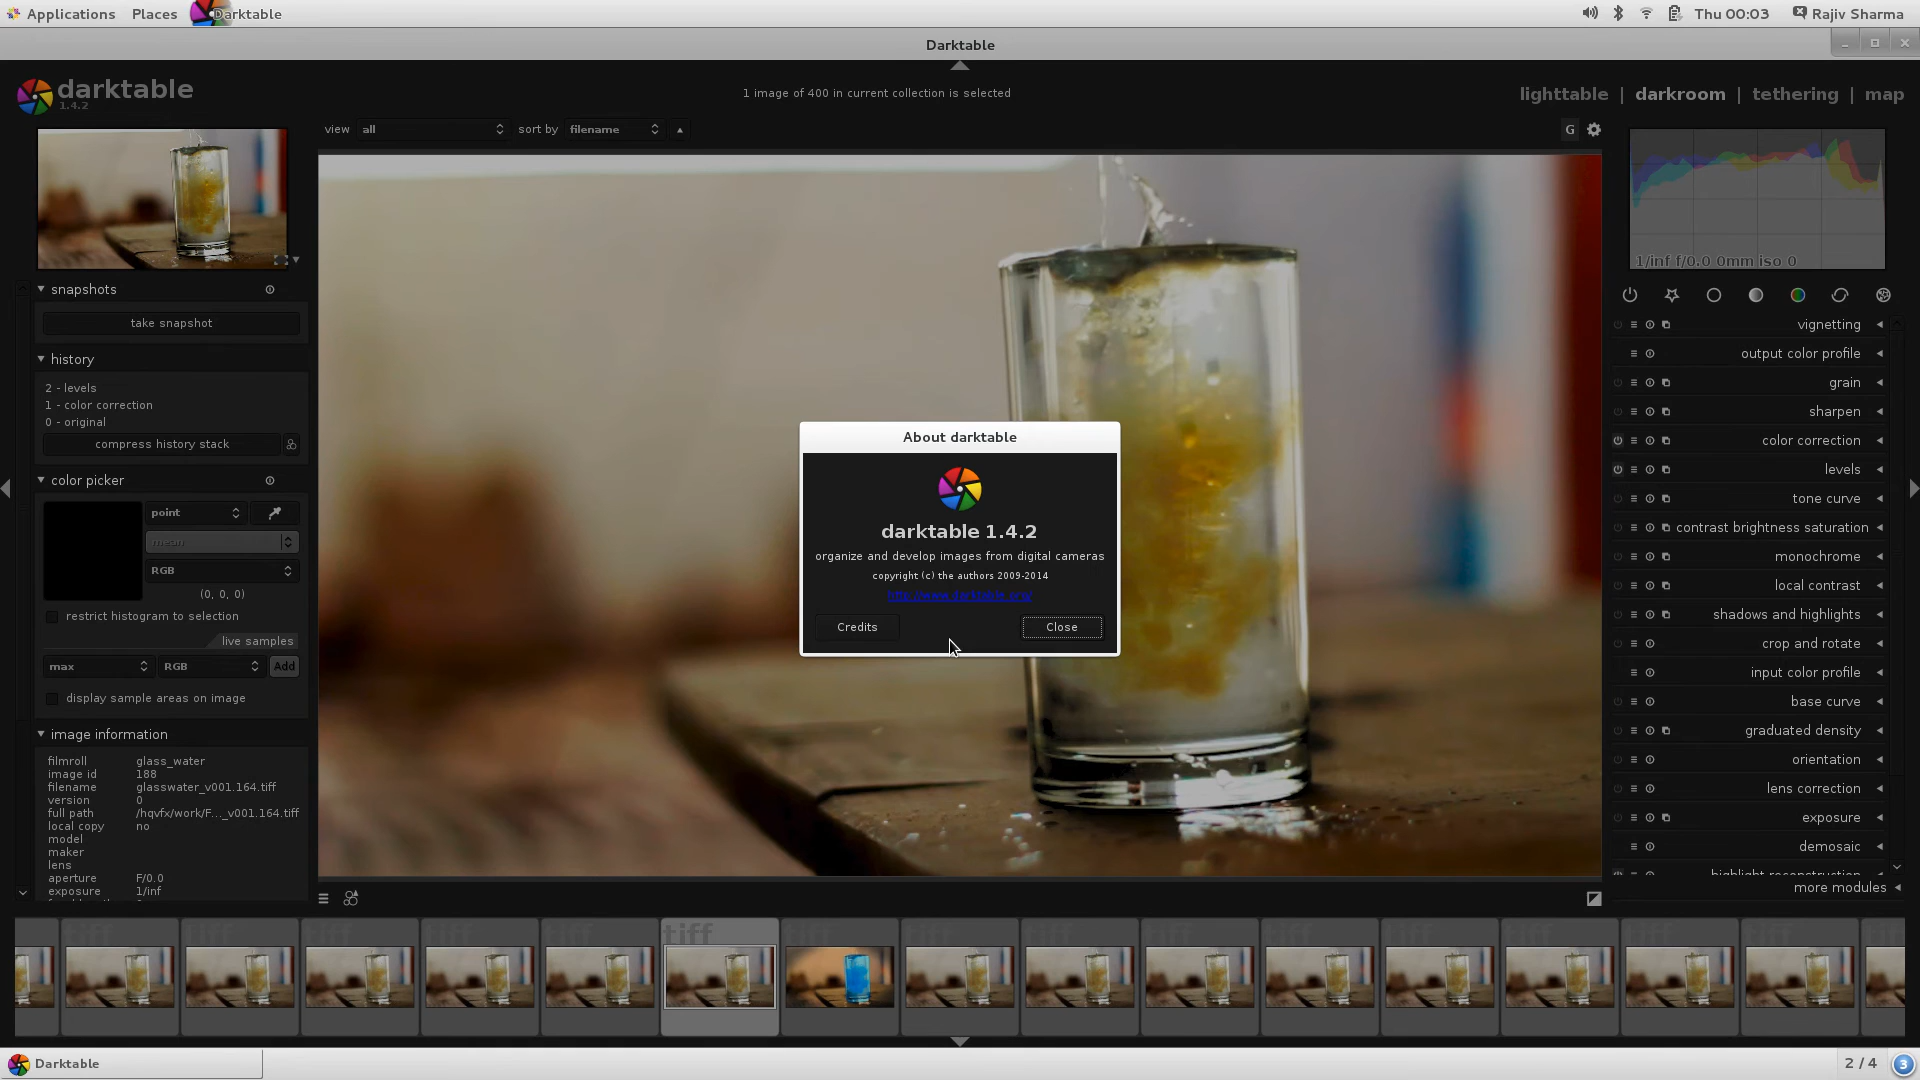 Applications Places Darktable Thu 00:03 Rajiv Sharma
Darktable
darktable
1.4.2
1 image of 400 in current collection is selected
lighttable | darkroom | tethering | map
view all sort by filename
G
1/inf f/0.0 0mm iso 0
snapshots
take snapshot
history
2 - levels
1 - color correction
0 - original
compress history stack
color picker
point
mean
RGB
(0, 0, 0)
restrict histogram to selection
live samples
max RGB Add
display sample areas on image
image information
filmroll glass_water
image id 188
filename glasswater_v001.164.tiff
version 0
full path /hqvfx/work/F..._v001.164.tiff
local copy no
model
maker
lens
aperture F/0.0
exposure 1/inf
About darktable
darktable 1.4.2
organize and develop images from digital cameras
copyright (c) the authors 2009-2014
http://www.darktable.org/
Credits Close
vignetting
output color profile
grain
sharpen
color correction
levels
tone curve
contrast brightness saturation
monochrome
local contrast
shadows and highlights
crop and rotate
input color profile
base curve
graduated density
orientation
lens correction
exposure
demosaic
highlight reconstruction
more modules
tiff
Darktable
2 / 4
3